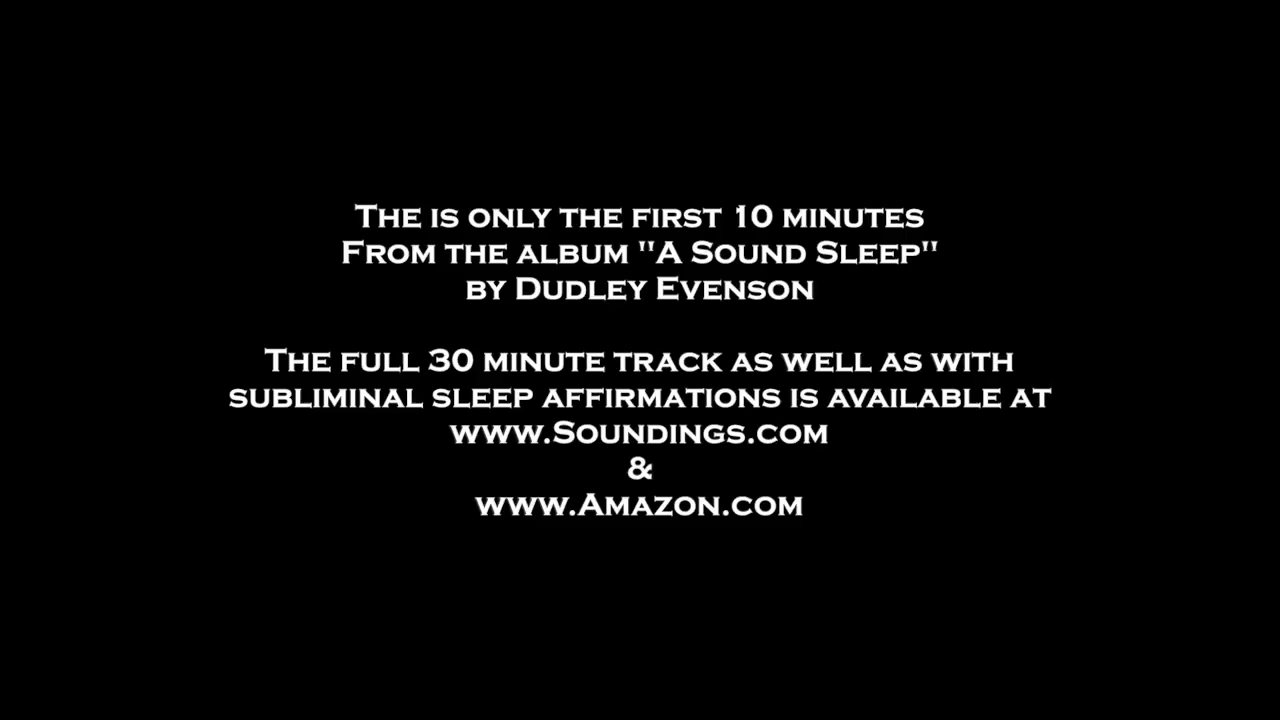 The is only the first 10 minutes
From the album "A Sound Sleep"
by Dudley Evenson
The full 30 minute track as well as with
subliminal sleep affirmations is available at
www.Soundings.com
&
www.Amazon.com